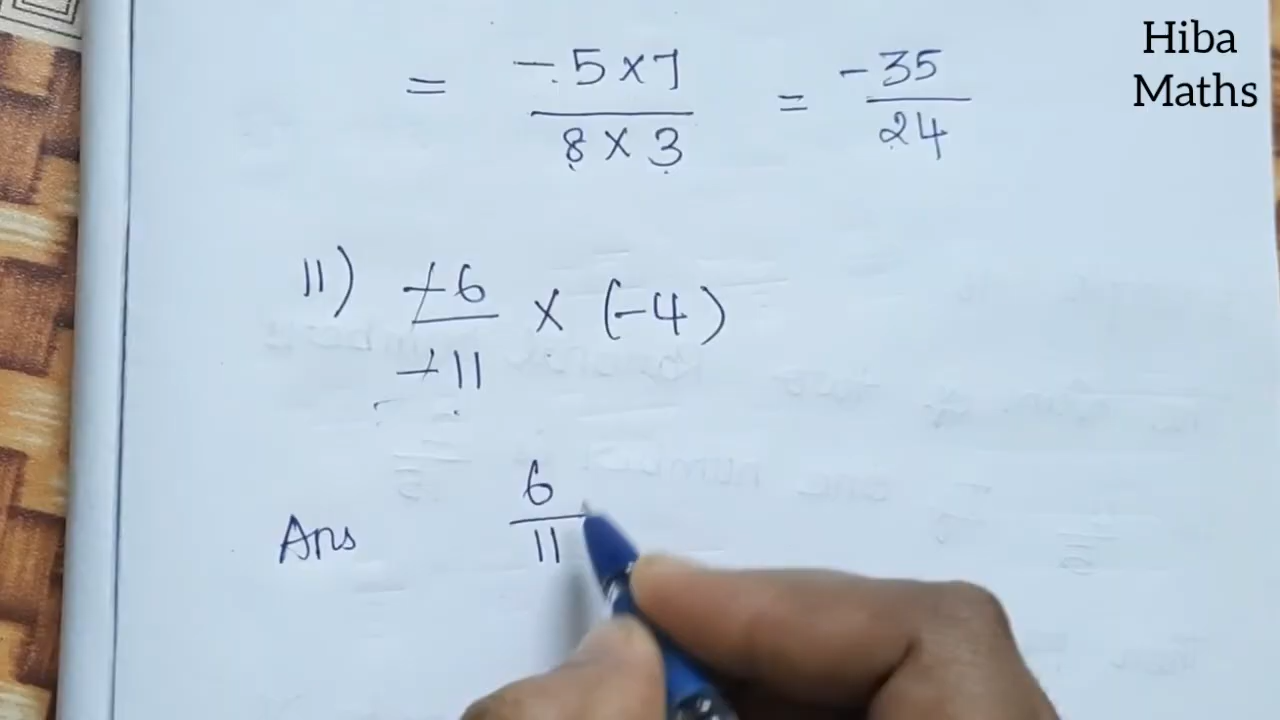 Hiba
Maths
= -5×7 / 8×3 = -35 / 24
11) -6 / -11 × (-4)
Ans 6 / 11